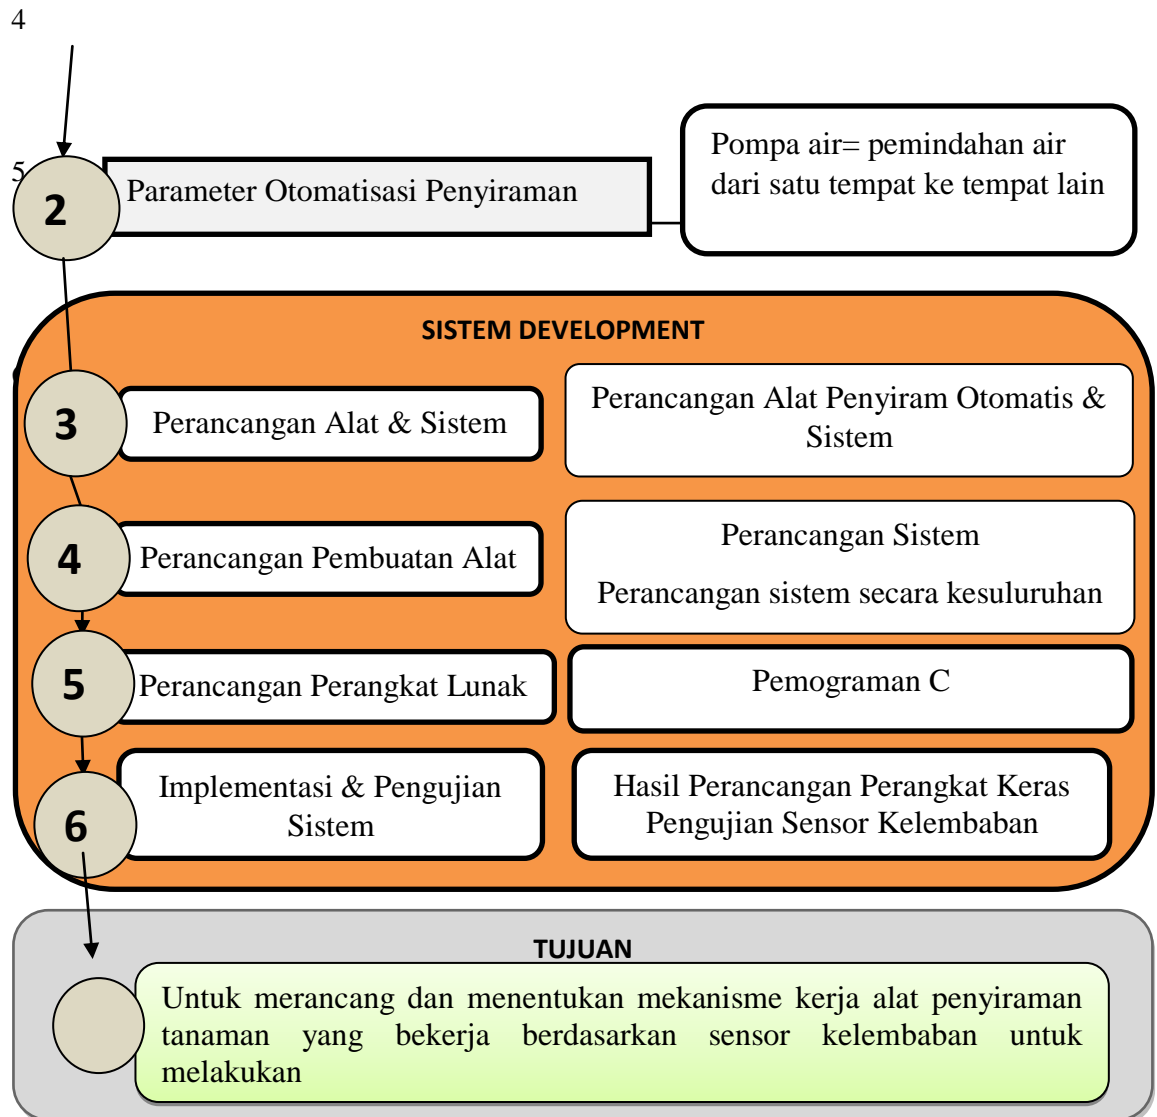 4
5
2
Parameter Otomatisasi Penyiraman
Pompa air= pemindahan air
dari satu tempat ke tempat lain
SISTEM DEVELOPMENT
3
Perancangan Alat & Sistem
Perancangan Alat Penyiram Otomatis &
Sistem
4
Perancangan Pembuatan Alat
Perancangan Sistem
Perancangan sistem secara kesuluruhan
5
Perancangan Perangkat Lunak
Pemograman C
6
Implementasi & Pengujian
Sistem
Hasil Perancangan Perangkat Keras
Pengujian Sensor Kelembaban
TUJUAN
Untuk merancang dan menentukan mekanisme kerja alat penyiraman
tanaman yang bekerja berdasarkan sensor kelembaban untuk
melakukan